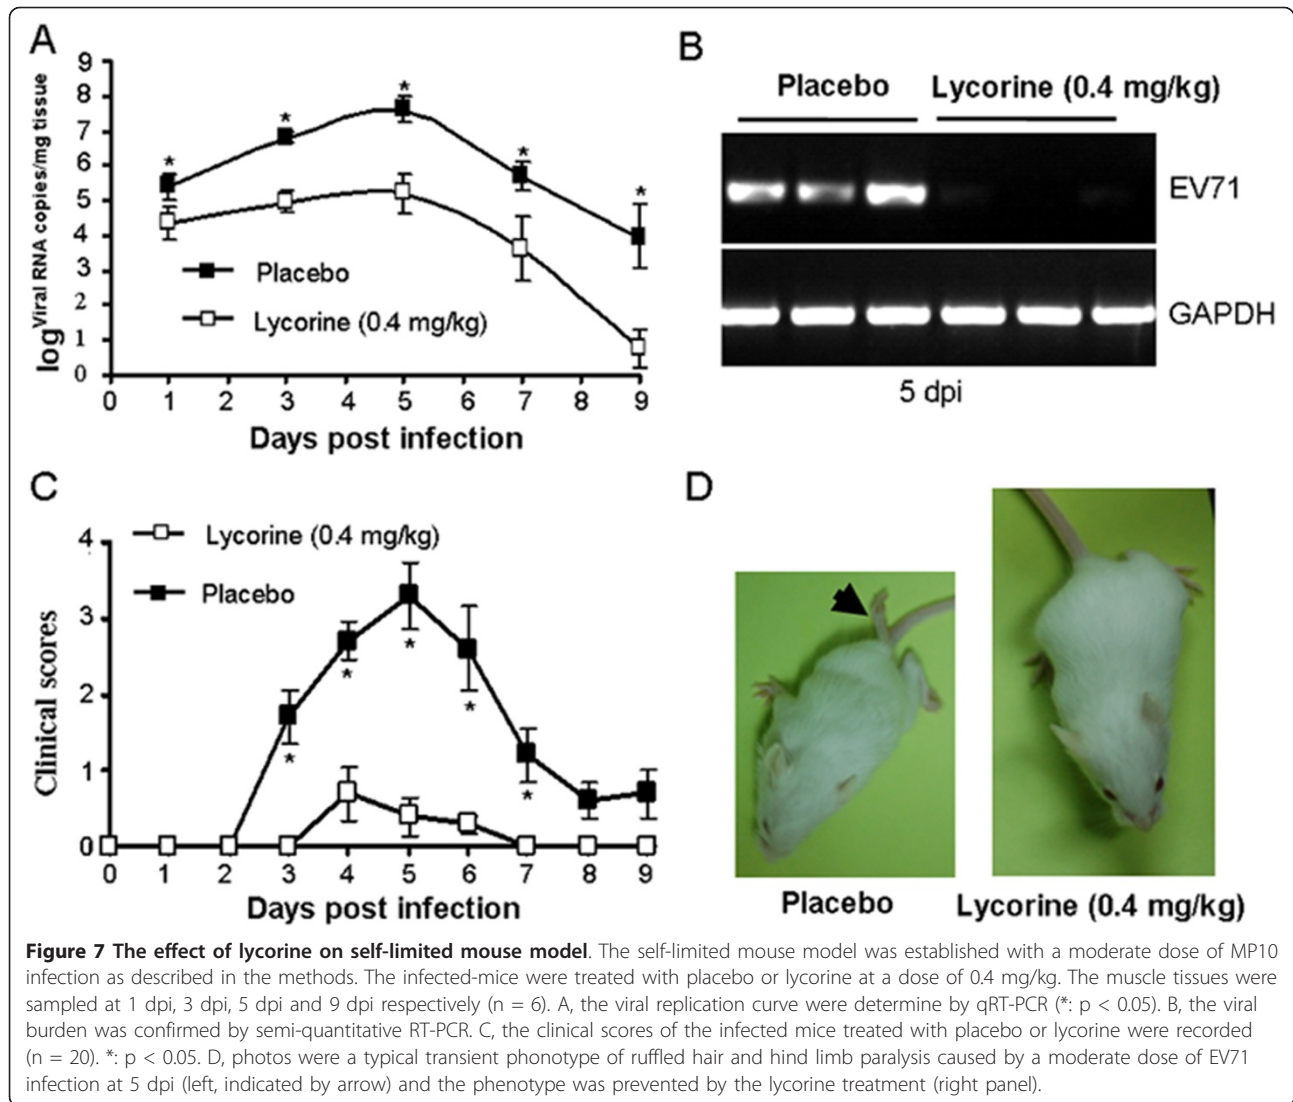 A
9
8
7
6
5
4
3
2
1
0
log Viral RNA copies/mg tissue
*
*
*
*
*
Placebo
Lycorine (0.4 mg/kg)
0 1 2 3 4 5 6 7 8 9
Days post infection
B
Placebo Lycorine (0.4 mg/kg)
EV71
GAPDH
5 dpi
C
4
3
2
1
0
Clinical scores
Lycorine (0.4 mg/kg)
Placebo
*
*
*
*
*
0 1 2 3 4 5 6 7 8 9
Days post infection
D
Placebo
Lycorine (0.4 mg/kg)
Figure 7 The effect of lycorine on self-limited mouse model. The self-limited mouse model was established with a moderate dose of MP10
infection as described in the methods. The infected-mice were treated with placebo or lycorine at a dose of 0.4 mg/kg. The muscle tissues were
sampled at 1 dpi, 3 dpi, 5 dpi and 9 dpi respectively (n = 6). A, the viral replication curve were determine by qRT-PCR (*: p < 0.05). B, the viral
burden was confirmed by semi-quantitative RT-PCR. C, the clinical scores of the infected mice treated with placebo or lycorine were recorded
(n = 20). *: p < 0.05. D, photos were a typical transient phonotype of ruffled hair and hind limb paralysis caused by a moderate dose of EV71
infection at 5 dpi (left, indicated by arrow) and the phenotype was prevented by the lycorine treatment (right panel).